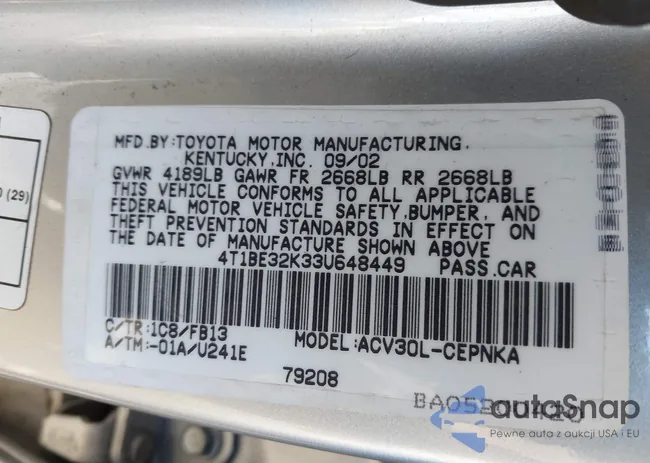 0 (29)
MFD.BY:TOYOTA MOTOR MANUFACTURING,
KENTUCKY,INC. 09/02
GVWR 4189LB GAWR FR 2668LB RR 2668LB
THIS VEHICLE CONFORMS TO ALL APPLICABLE
FEDERAL MOTOR VEHICLE SAFETY,BUMPER, AND
THEFT PREVENTION STANDARDS IN EFFECT ON
THE DATE OF MANUFACTURE SHOWN ABOVE
4T1BE32K33U648449 PASS.CAR
C/TR:1C8/FB13 MODEL:ACV30L-CEPNKA
A/TM:-01A/U241E
79208
autoSnap
Pewne auta z aukcji USA i EU